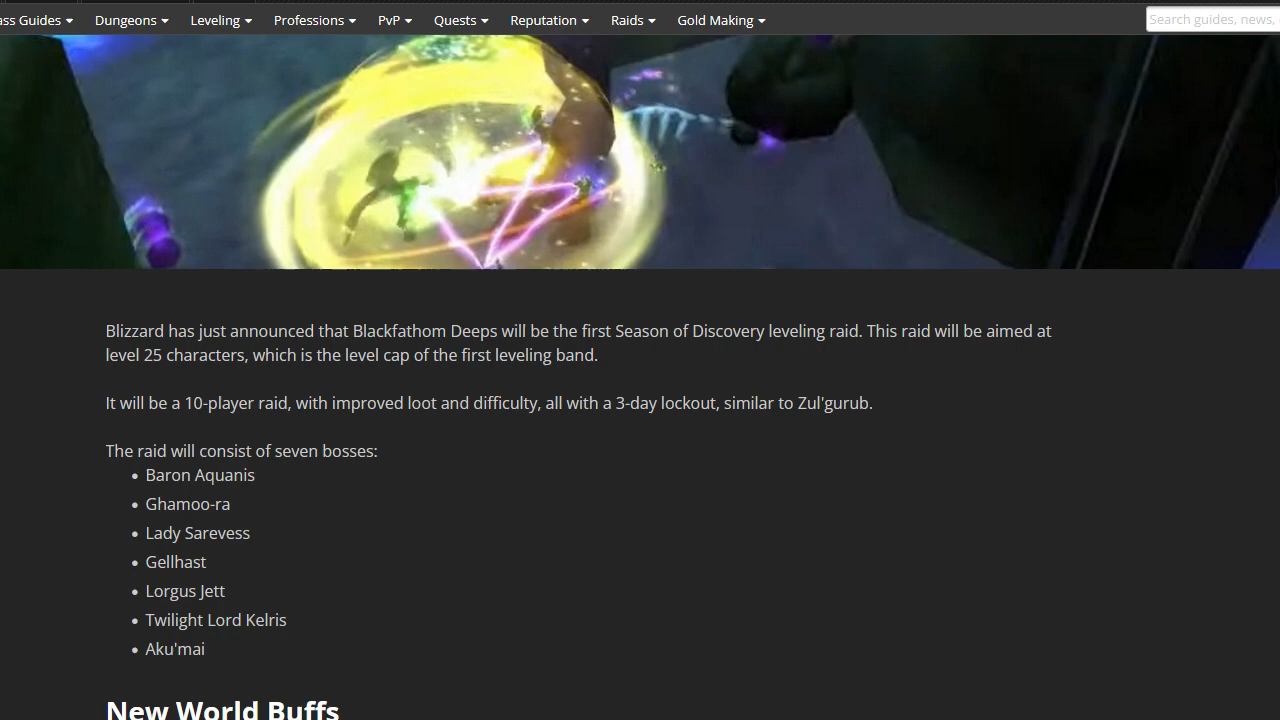 ass Guides Dungeons Leveling Professions PvP Quests Reputation Raids Gold Making Search guides, news,
Blizzard has just announced that Blackfathom Deeps will be the first Season of Discovery leveling raid. This raid will be aimed at
level 25 characters, which is the level cap of the first leveling band.
It will be a 10-player raid, with improved loot and difficulty, all with a 3-day lockout, similar to Zul'gurub.
The raid will consist of seven bosses:
Baron Aquanis
Ghamoo-ra
Lady Sarevess
Gellhast
Lorgus Jett
Twilight Lord Kelris
Aku'mai
New World Buffs